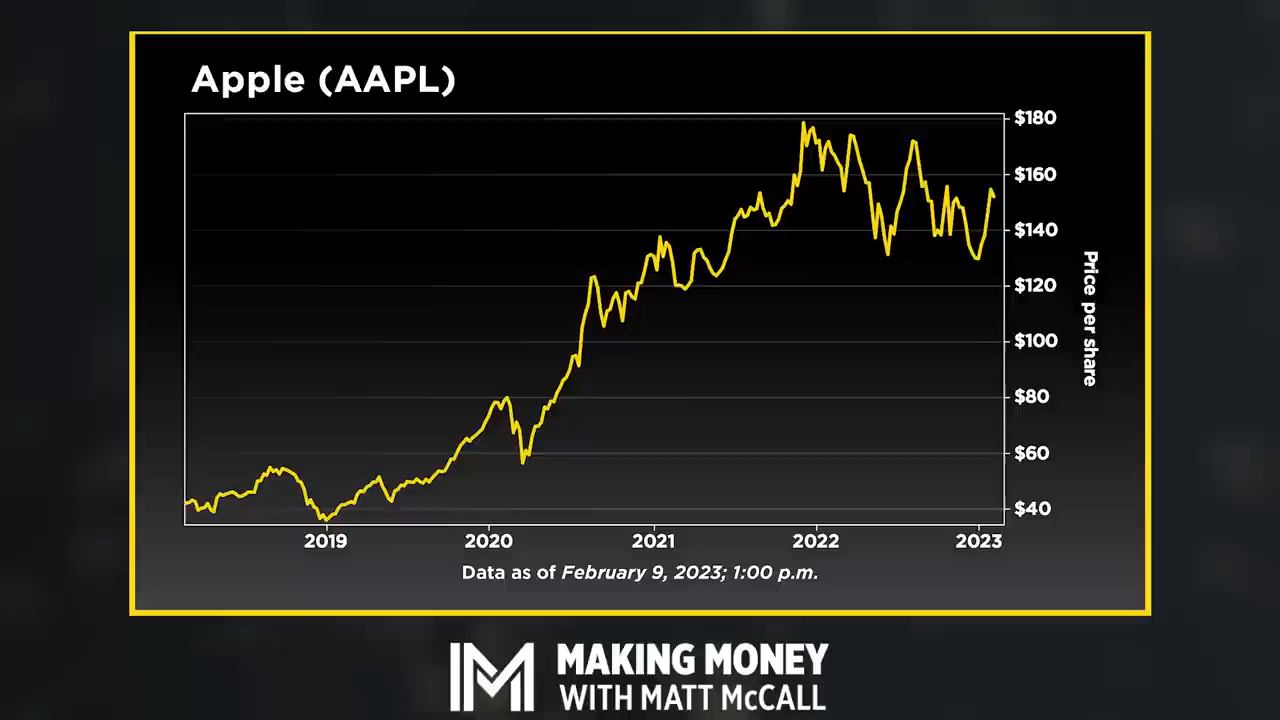 Apple (AAPL)
$180
$160
$140
$120
$100
$80
$60
$40
Price per share
2019 2020 2021 2022 2023
Data as of February 9, 2023; 1:00 p.m.
MAKING MONEY
WITH MATT McCALL